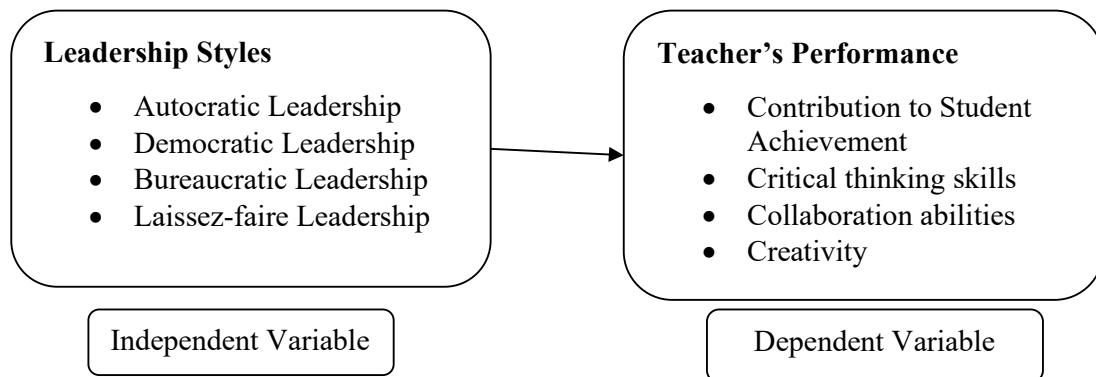 Leadership Styles
• Autocratic Leadership
• Democratic Leadership
• Bureaucratic Leadership
• Laissez-faire Leadership
Independent Variable
Teacher’s Performance
• Contribution to Student
Achievement
• Critical thinking skills
• Collaboration abilities
• Creativity
Dependent Variable